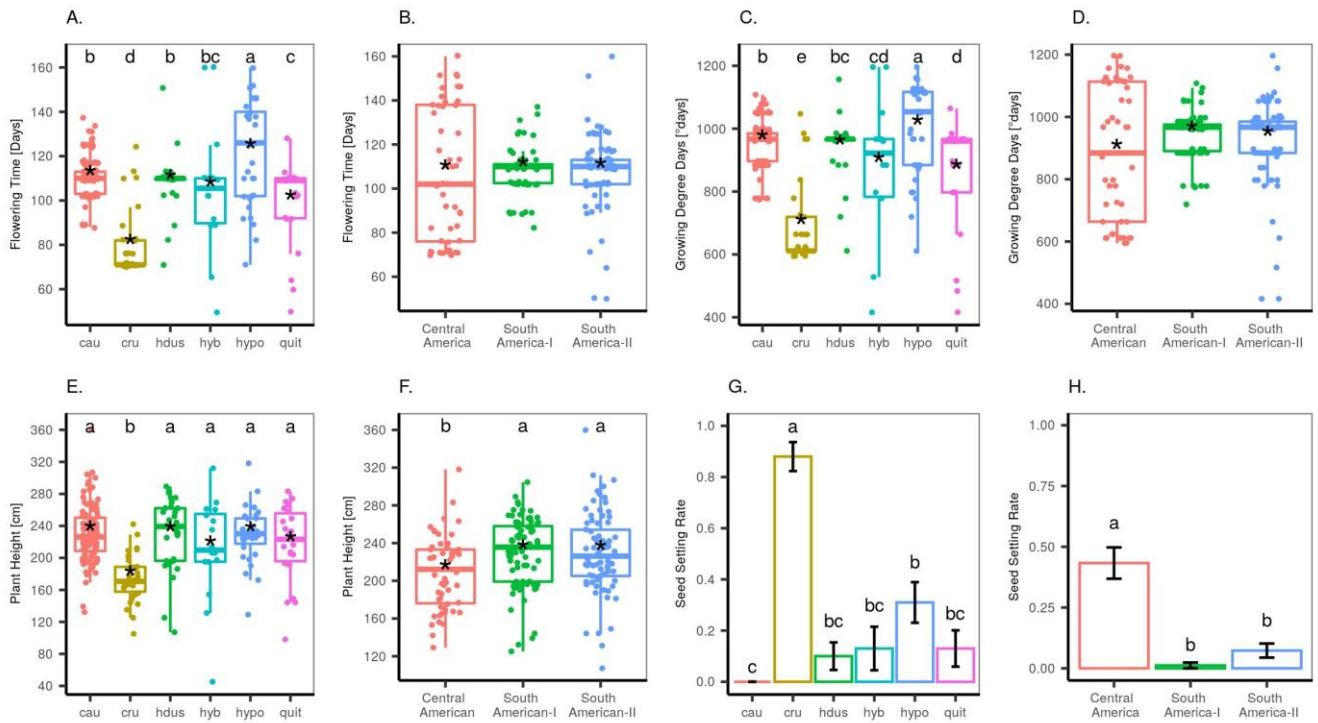 A.
B.
C.
D.
b d b bc a c
b e bc cd a d
Flowering Time [Days]
160
140
120
100
80
60
cau cru hdus hyb hypo quit
Flowering Time [Days]
160
140
120
100
80
60
Central America
South America-I
South America-II
Growing Degree Days [°days]
1200
1000
800
600
400
cau cru hdus hyb hypo quit
Growing Degree Days [°days]
1200
1000
800
600
400
Central American
South American-I
South American-II
E.
F.
G.
H.
Plant Height [cm]
360
320
280
240
200
160
120
80
40
a b a a a a
cau cru hdus hyb hypo quit
Plant Height [cm]
360
320
280
240
200
160
120
b a a
Central American
South American-I
South American-II
Seed Setting Rate
1.0
0.8
0.6
0.4
0.2
0.0
c a bc bc b bc
cau cru hdus hyb hypo quit
Seed Setting Rate
1.00
0.75
0.50
0.25
0.00
a b b
Central America
South America-I
South America-II